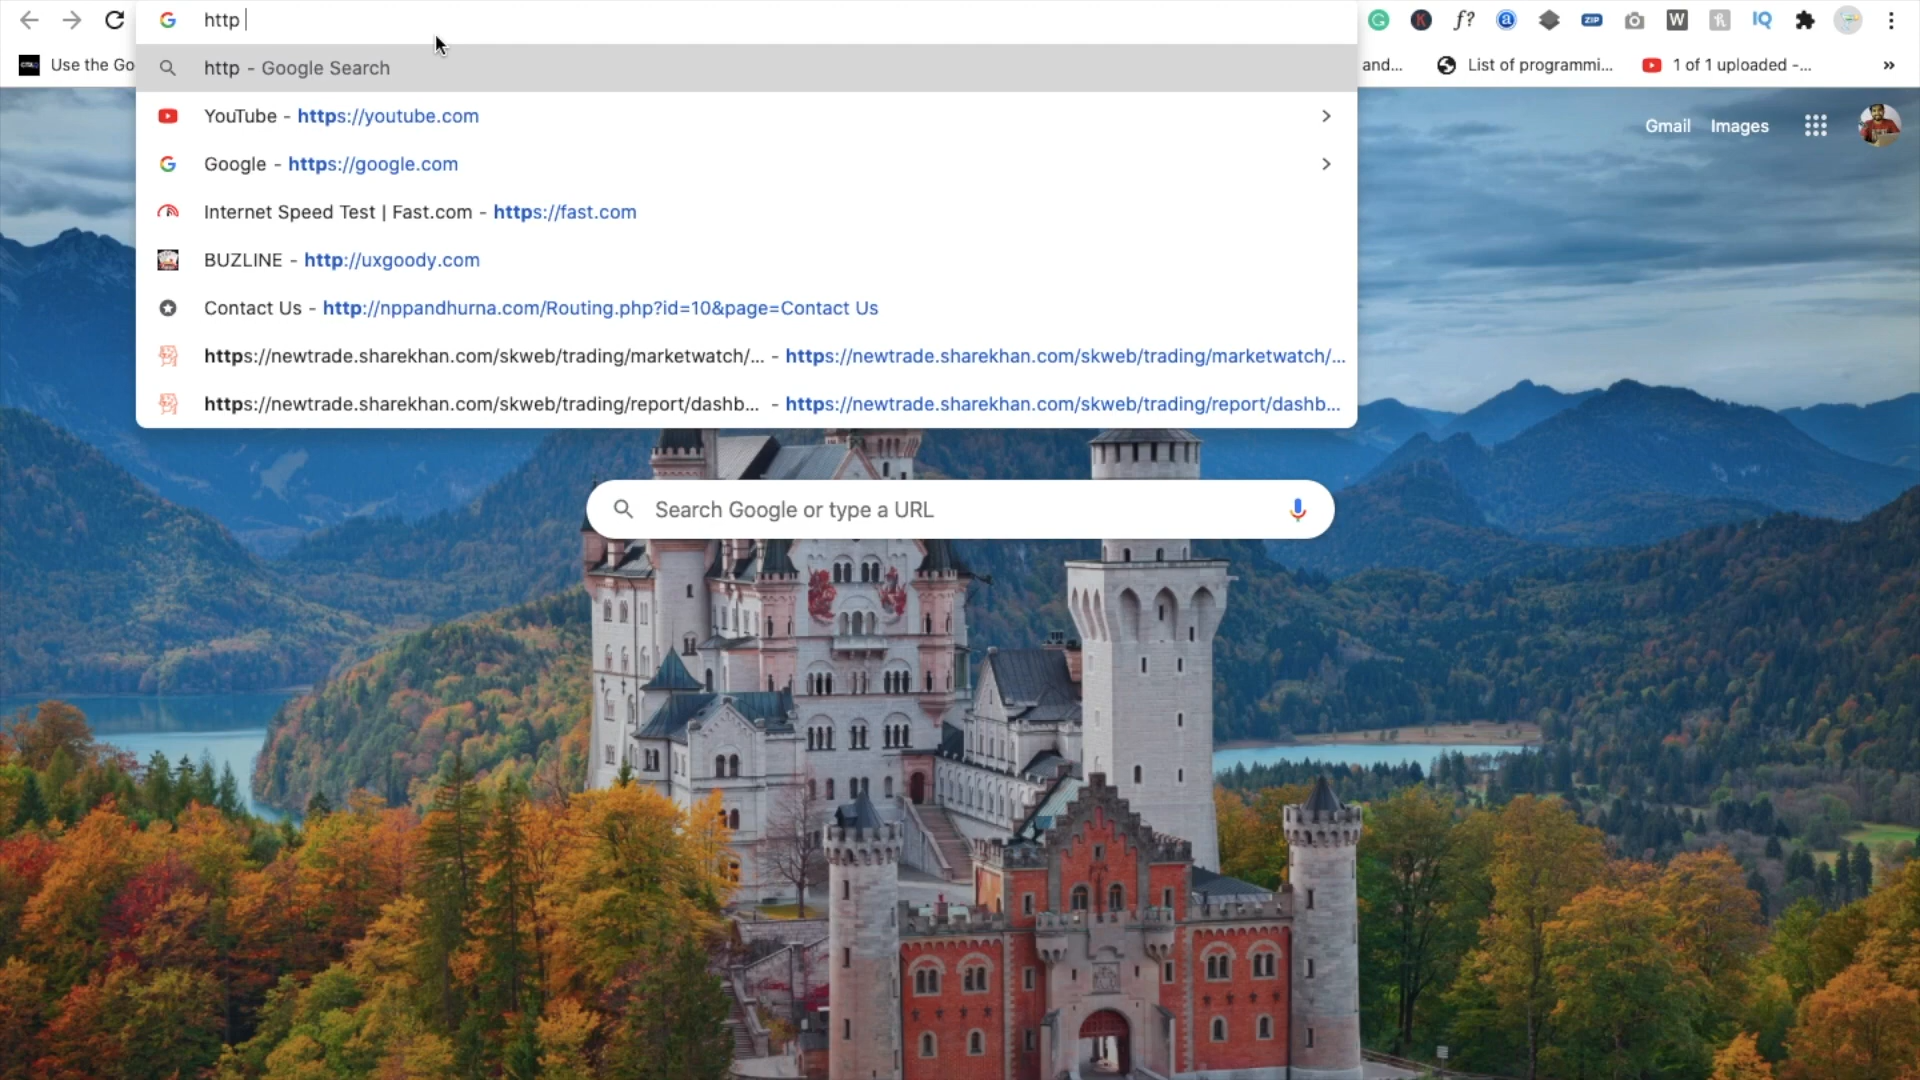 http
Use the Go
and...
List of programmi...
1 of 1 uploaded -...
»
http - Google Search
YouTube - https://youtube.com
Google - https://google.com
Internet Speed Test | Fast.com - https://fast.com
BUZLINE - http://uxgoody.com
Contact Us - http://nppandhurna.com/Routing.php?id=10&page=Contact Us
https://newtrade.sharekhan.com/skweb/trading/marketwatch/... - https://newtrade.sharekhan.com/skweb/trading/marketwatch/...
https://newtrade.sharekhan.com/skweb/trading/report/dashb... - https://newtrade.sharekhan.com/skweb/trading/report/dashb...
Gmail Images
Search Google or type a URL